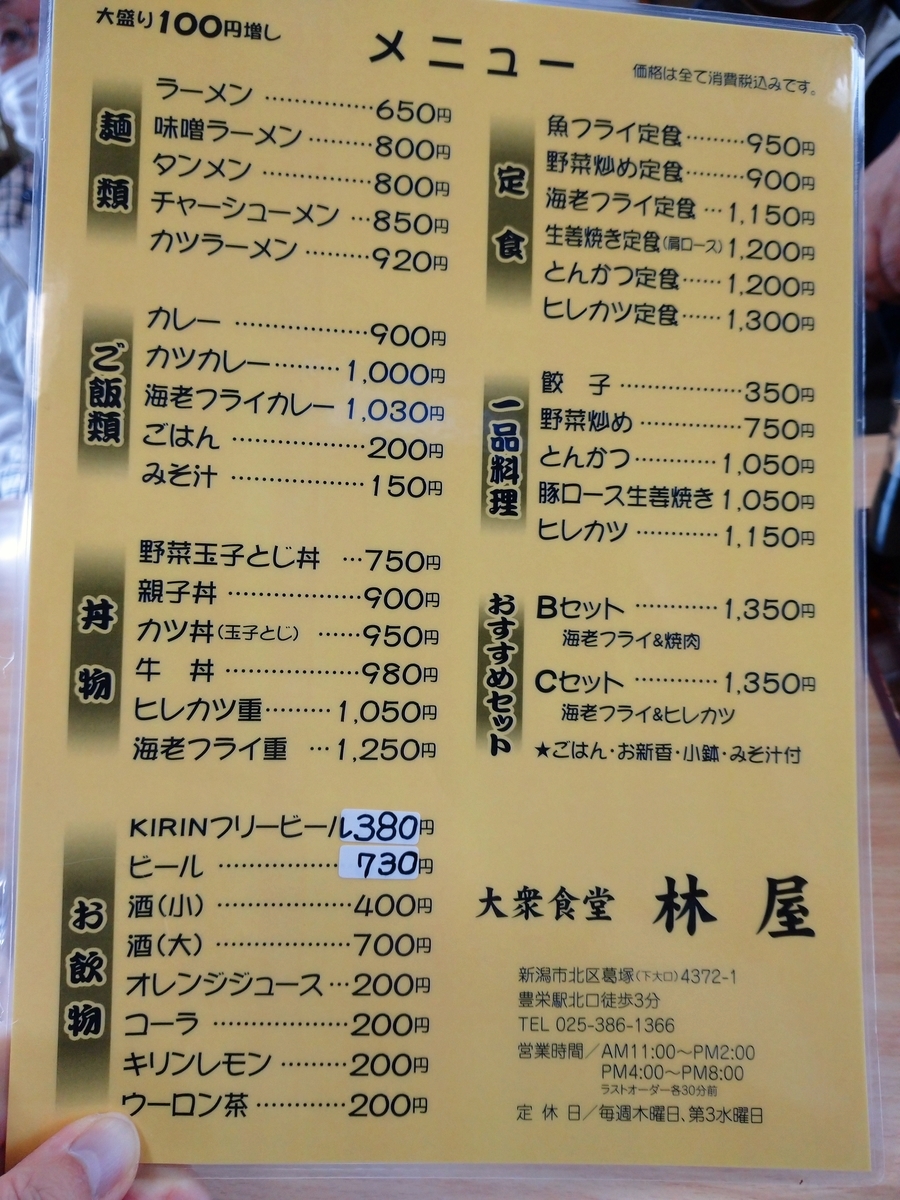 大盛り100円増し
メニュー
価格は全て消費税込みです。
麺類
ラーメン ……………650円
味噌ラーメン ………800円
タンメン ……………800円
チャーシューメン …850円
カツラーメン ………920円
ご飯類
カレー ………………900円
カツカレー………1,000円
海老フライカレー 1,030円
ごはん ………………200円
みそ汁 ………………150円
丼物
野菜玉子とじ丼 …750円
親子丼 ………………900円
カツ丼(玉子とじ) ……950円
牛 丼 ………………980円
ヒレカツ重………1,050円
海老フライ重 …1,250円
お飲物
KIRINフリービール380円
ビール ………………730円
酒(小) ………………400円
酒(大) ………………700円
オレンジジュース…200円
コーラ ………………200円
キリンレモン ………200円
ウーロン茶 …………200円
定食
魚フライ定食………950円
野菜炒め定食………900円
海老フライ定食 …1,150円
生姜焼き定食(肩ロース)1,200円
とんかつ定食……1,200円
ヒレカツ定食……1,300円
一品料理
餃 子 ………………350円
野菜炒め ……………750円
とんかつ …………1,050円
豚ロース生姜焼き 1,050円
ヒレカツ …………1,150円
おすすめセット
Bセット …………1,350円
海老フライ&焼肉
Cセット …………1,350円
海老フライ&ヒレカツ
★ごはん・お新香・小鉢・みそ汁付
大衆食堂 林屋
新潟市北区葛塚(下大口)4372-1
豊栄駅北口徒歩3分
TEL 025-386-1366
営業時間／AM11:00〜PM2:00
PM4:00〜PM8:00
ラストオーダー各30分前
定休日／毎週木曜日、第3水曜日